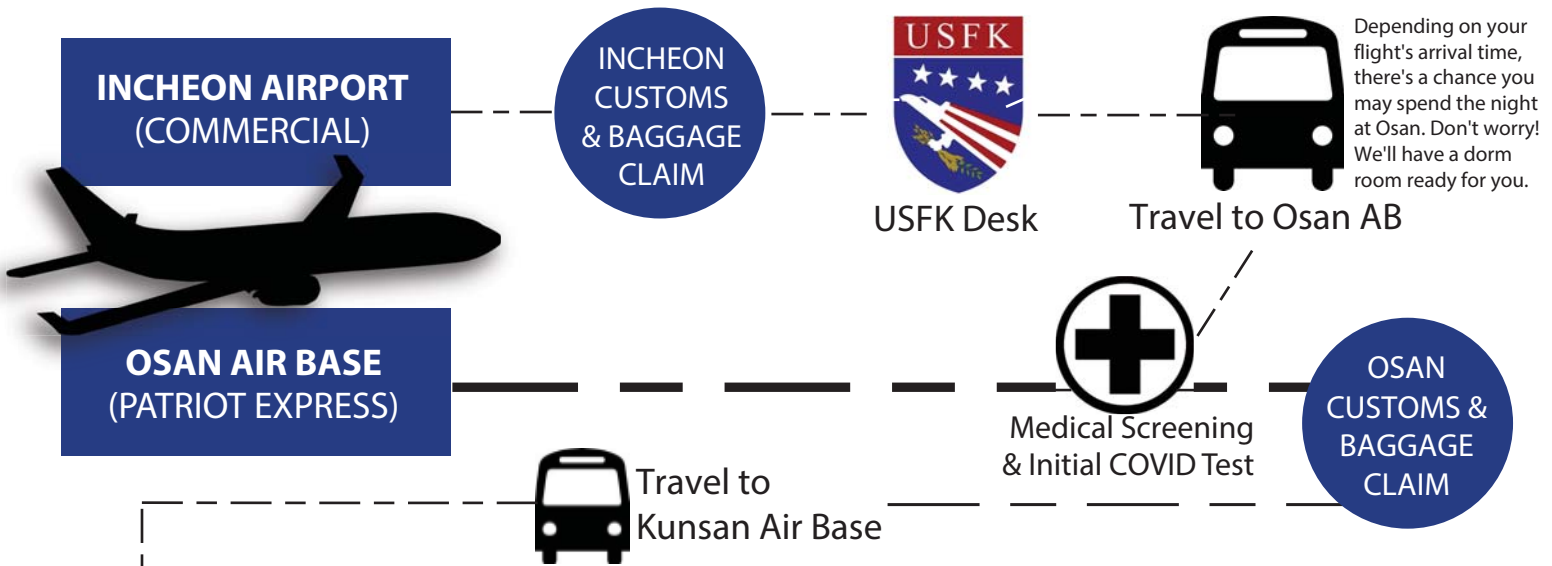 INCHEON AIRPORT
(COMMERCIAL)
INCHEON
CUSTOMS
& BAGGAGE
CLAIM
USFK
USFK Desk
Travel to Osan AB
Depending on your
flight's arrival time,
there's a chance you
may spend the night
at Osan. Don't worry!
We'll have a dorm
room ready for you.
OSAN AIR BASE
(PATRIOT EXPRESS)
Medical Screening
& Initial COVID Test
OSAN
CUSTOMS &
BAGGAGE
CLAIM
Travel to
Kunsan Air Base